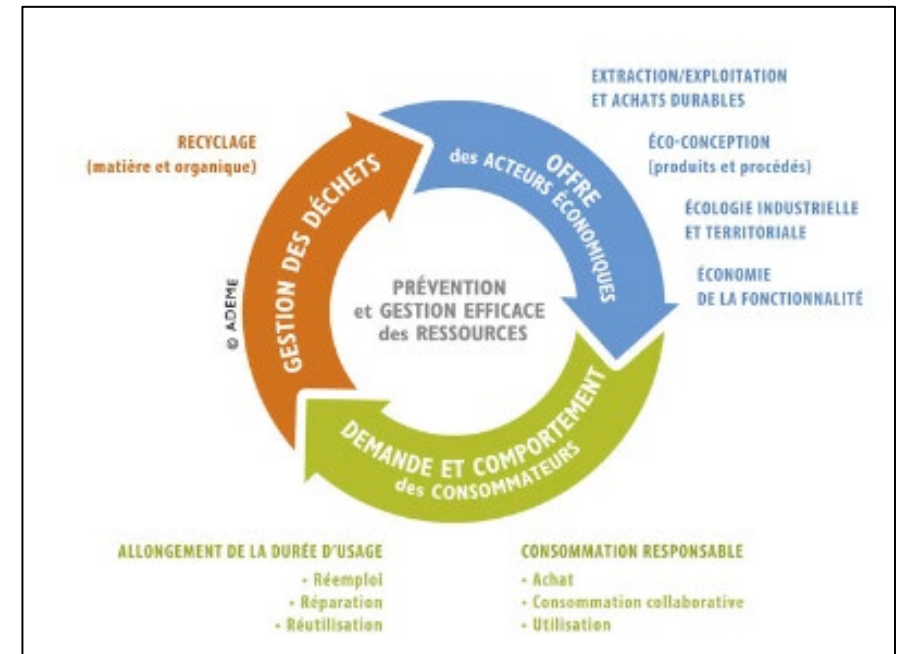 EXTRACTION/EXPLOITATION
ET ACHATS DURABLES
ÉCO-CONCEPTION
(produits et procédés)
ÉCOLOGIE INDUSTRIELLE
ET TERRITORIALE
ÉCONOMIE
DE LA FONCTIONNALITÉ
OFFRE
des ACTEURS ÉCONOMIQUES
RECYCLAGE
(matière et organique)
GESTION DES DÉCHETS
© ADEME
PRÉVENTION
et GESTION EFFICACE
des RESSOURCES
DEMANDE ET COMPORTEMENT
des CONSOMMATEURS
ALLONGEMENT DE LA DURÉE D'USAGE
• Réemploi
• Réparation
• Réutilisation
CONSOMMATION RESPONSABLE
• Achat
• Consommation collaborative
• Utilisation